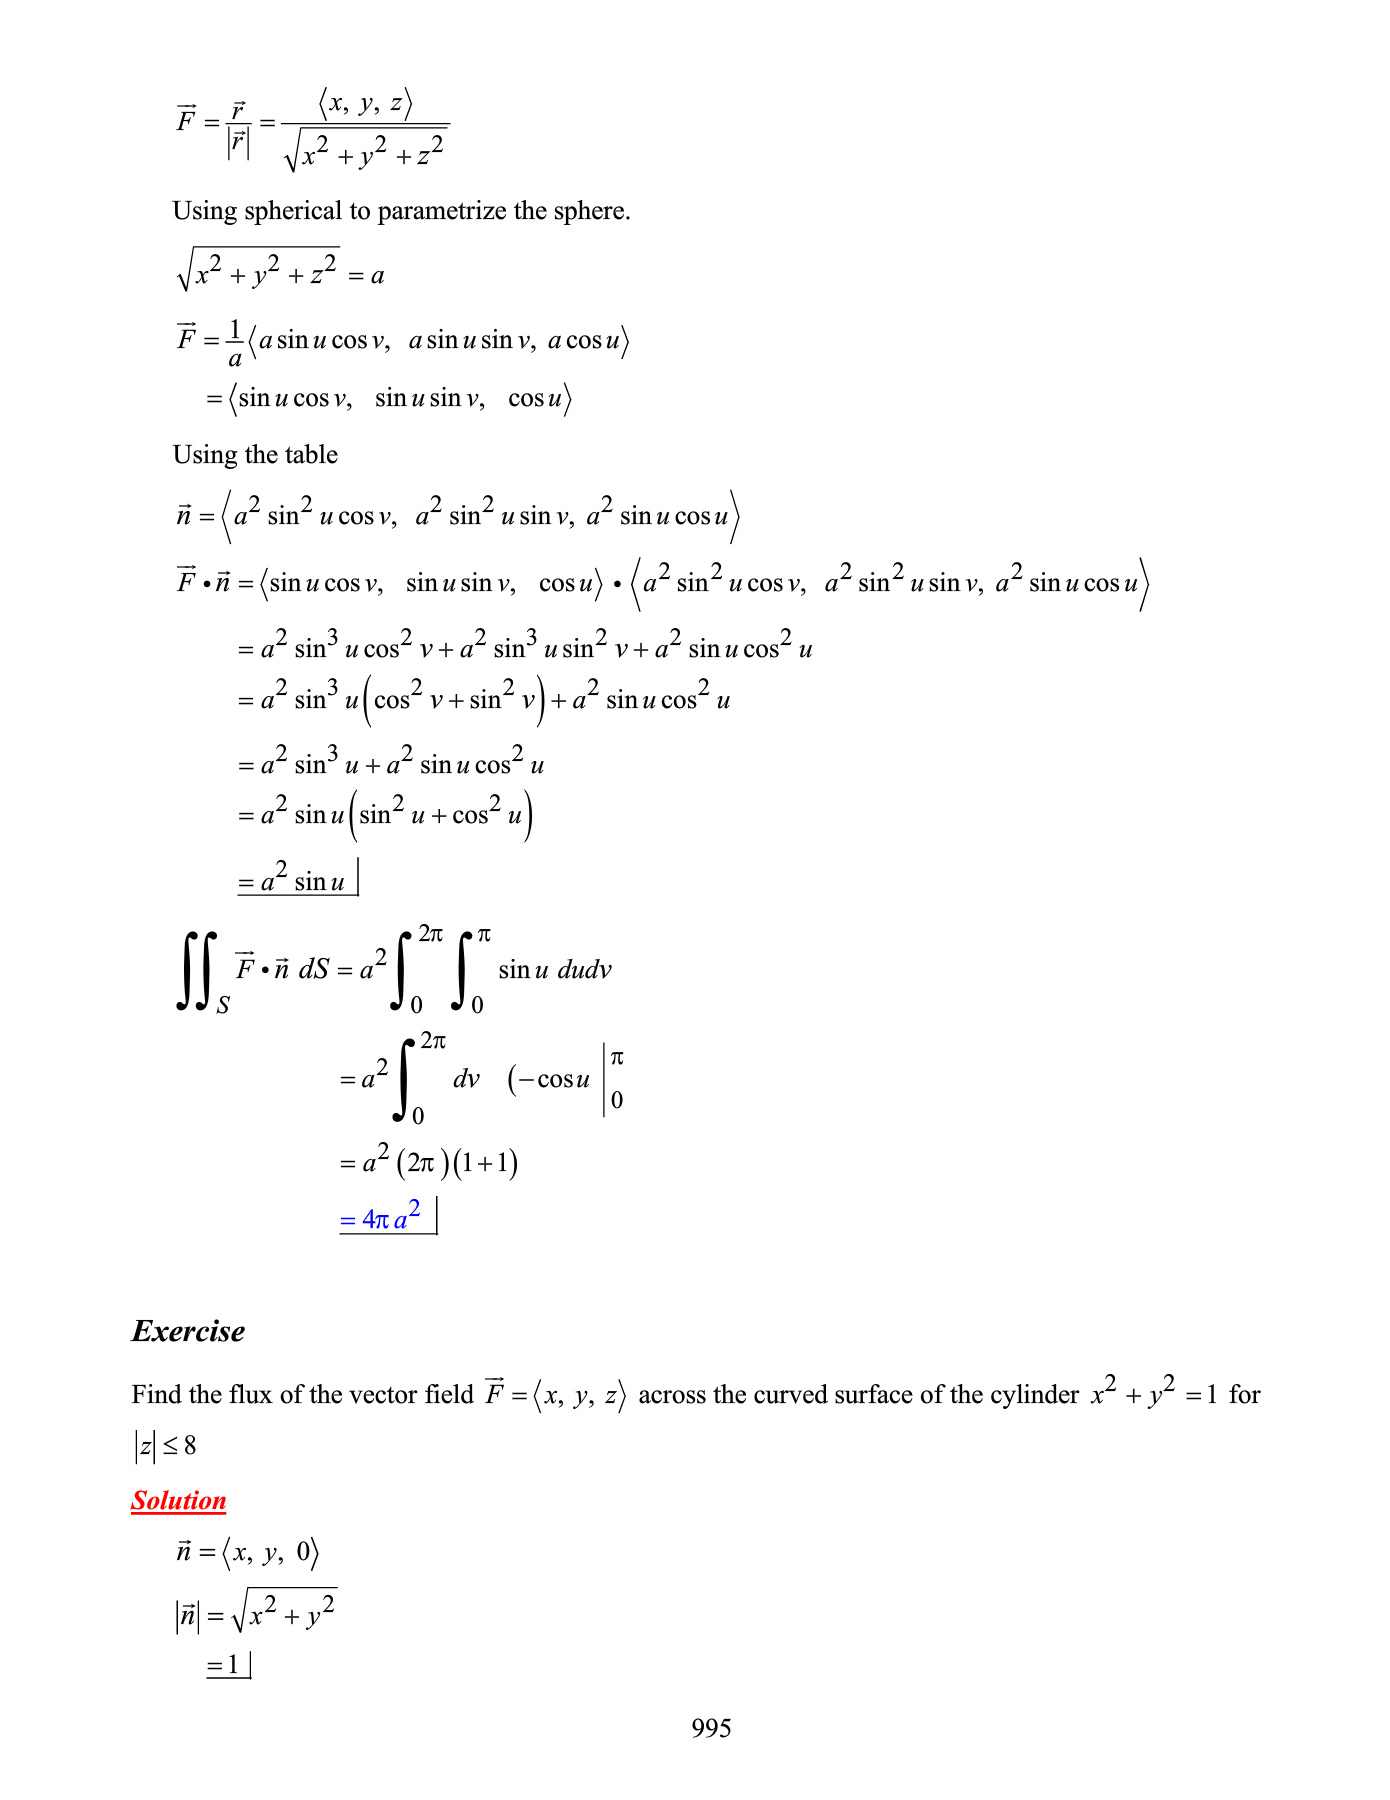 $\vec{F} = \frac{\vec{r}}{|\vec{r}|} = \frac{\langle x,\ y,\ z \rangle}{\sqrt{x^2 + y^2 + z^2}}$
Using spherical to parametrize the sphere.
$\sqrt{x^2 + y^2 + z^2} = a$
$\vec{F} = \frac{1}{a} \langle a \sin u \cos v,\ a \sin u \sin v,\ a \cos u \rangle$
$= \langle \sin u \cos v,\ \sin u \sin v,\ \cos u \rangle$
Using the table
$\vec{n} = \langle a^2 \sin^2 u \cos v,\ a^2 \sin^2 u \sin v,\ a^2 \sin u \cos u \rangle$
$\vec{F} \bullet \vec{n} = \langle \sin u \cos v,\ \sin u \sin v,\ \cos u \rangle \bullet \langle a^2 \sin^2 u \cos v,\ a^2 \sin^2 u \sin v,\ a^2 \sin u \cos u \rangle$
$= a^2 \sin^3 u \cos^2 v + a^2 \sin^3 u \sin^2 v + a^2 \sin u \cos^2 u$
$= a^2 \sin^3 u \left( \cos^2 v + \sin^2 v \right) + a^2 \sin u \cos^2 u$
$= a^2 \sin^3 u + a^2 \sin u \cos^2 u$
$= a^2 \sin u \left( \sin^2 u + \cos^2 u \right)$
$= a^2 \sin u$
$\iint_S \vec{F} \bullet \vec{n}\ dS = a^2 \int_0^{2\pi} \int_0^{\pi} \sin u\ dudv$
$= a^2 \int_0^{2\pi} dv \ \left( -\cos u \ \right|_0^{\pi}$
$= a^2 (2\pi)(1+1)$
$= 4\pi a^2$
Exercise
Find the flux of the vector field $\vec{F} = \langle x,\ y,\ z \rangle$ across the curved surface of the cylinder $x^2 + y^2 = 1$ for
$|z| \le 8$
Solution
$\vec{n} = \langle x,\ y,\ 0 \rangle$
$|\vec{n}| = \sqrt{x^2 + y^2}$
$= 1$
995